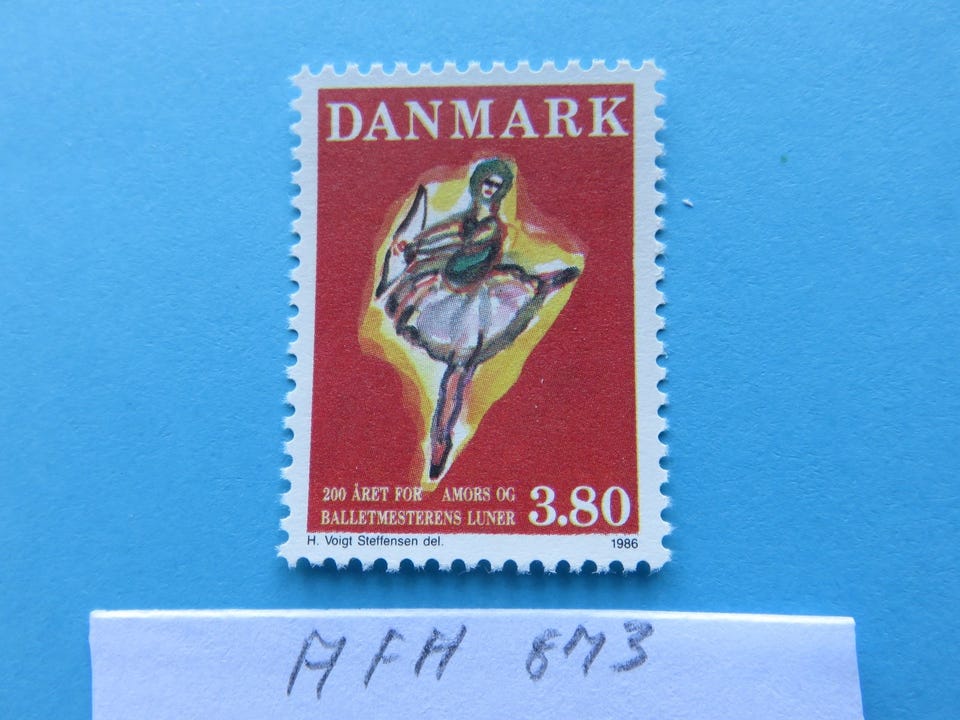 DANMARK
200 ÅRET FOR AMORS OG
BALLETMESTERENS LUNER 3.80
H. Voigt Steffensen del. 1986
AFA 873